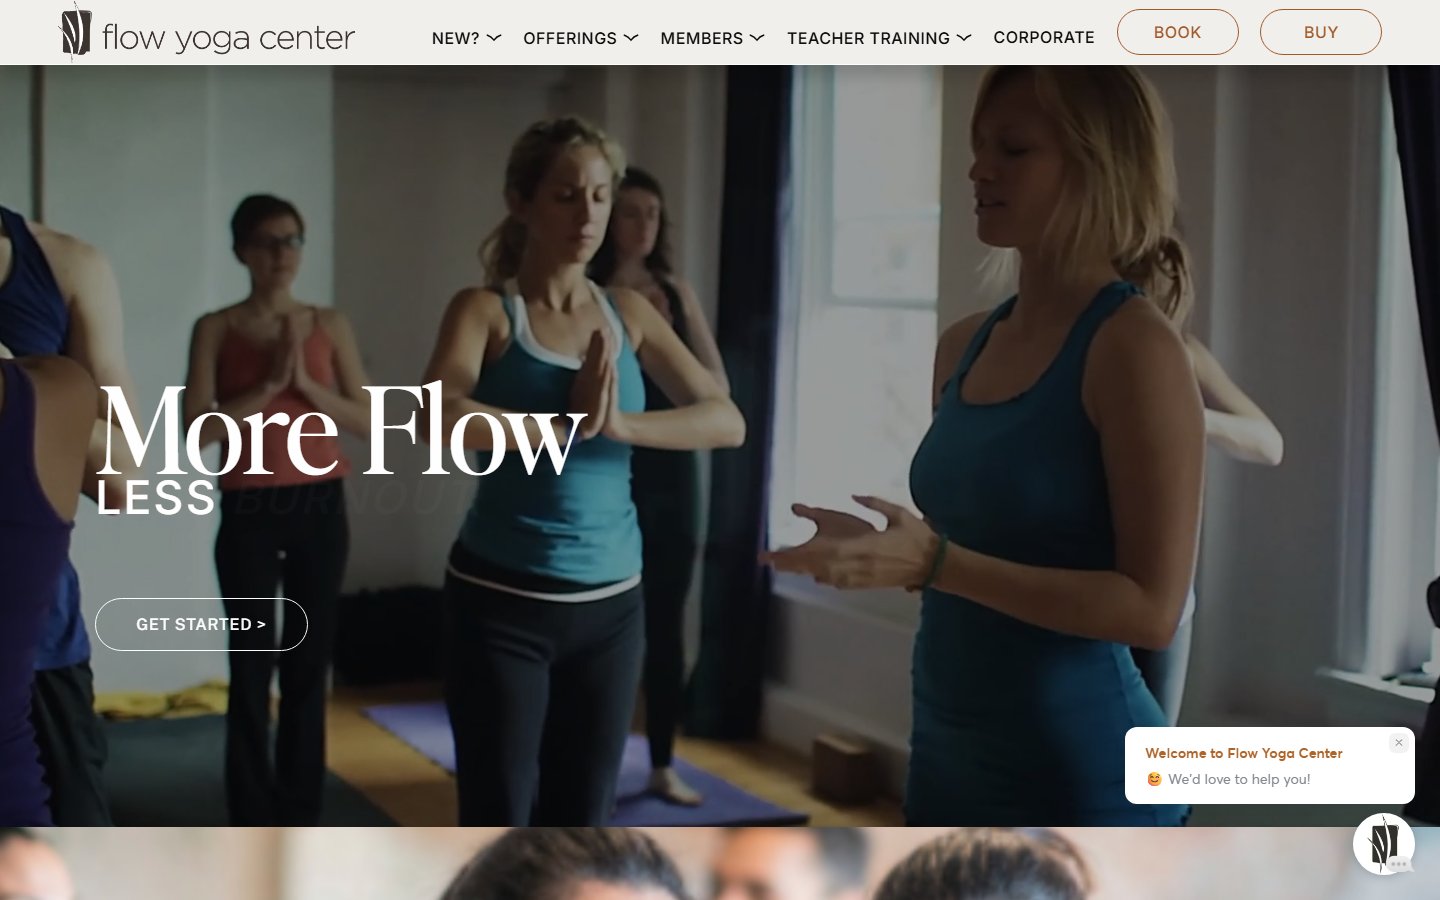 flow yoga center
NEW?
OFFERINGS
MEMBERS
TEACHER TRAINING
CORPORATE
BOOK
BUY
More Flow
LESS BURNOUT
GET STARTED >
Welcome to Flow Yoga Center
😊 We'd love to help you!